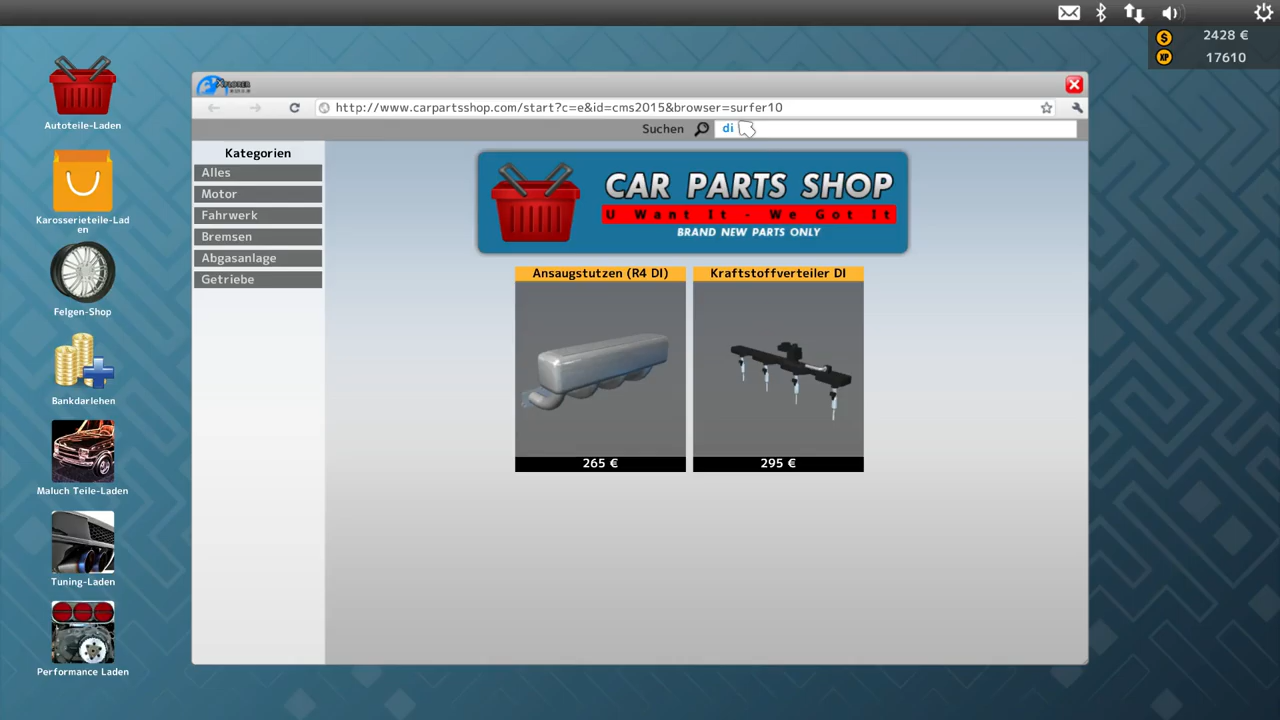 2428 €
17610
Autoteile-Laden
Karosserieteile-Lad
en
Felgen-Shop
Bankdarlehen
Maluch Teile-Laden
Tuning-Laden
Performance Laden
http://www.carpartsshop.com/start?c=e&id=cms2015&browser=surfer10
Suchen di
Kategorien
Alles
Motor
Fahrwerk
Bremsen
Abgasanlage
Getriebe
CAR PARTS SHOP
U Want It - We Got It
BRAND NEW PARTS ONLY
Ansaugstutzen (R4 DI)
265 €
Kraftstoffverteiler DI
295 €